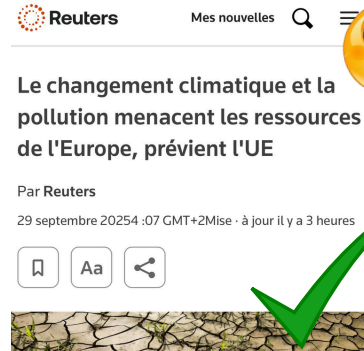 Reuters
Mes nouvelles
Le changement climatique et la
pollution menacent les ressources
de l'Europe, prévient l'UE
Par Reuters
29 septembre 20254 :07 GMT+2Mise · à jour il y a 3 heures
Aa